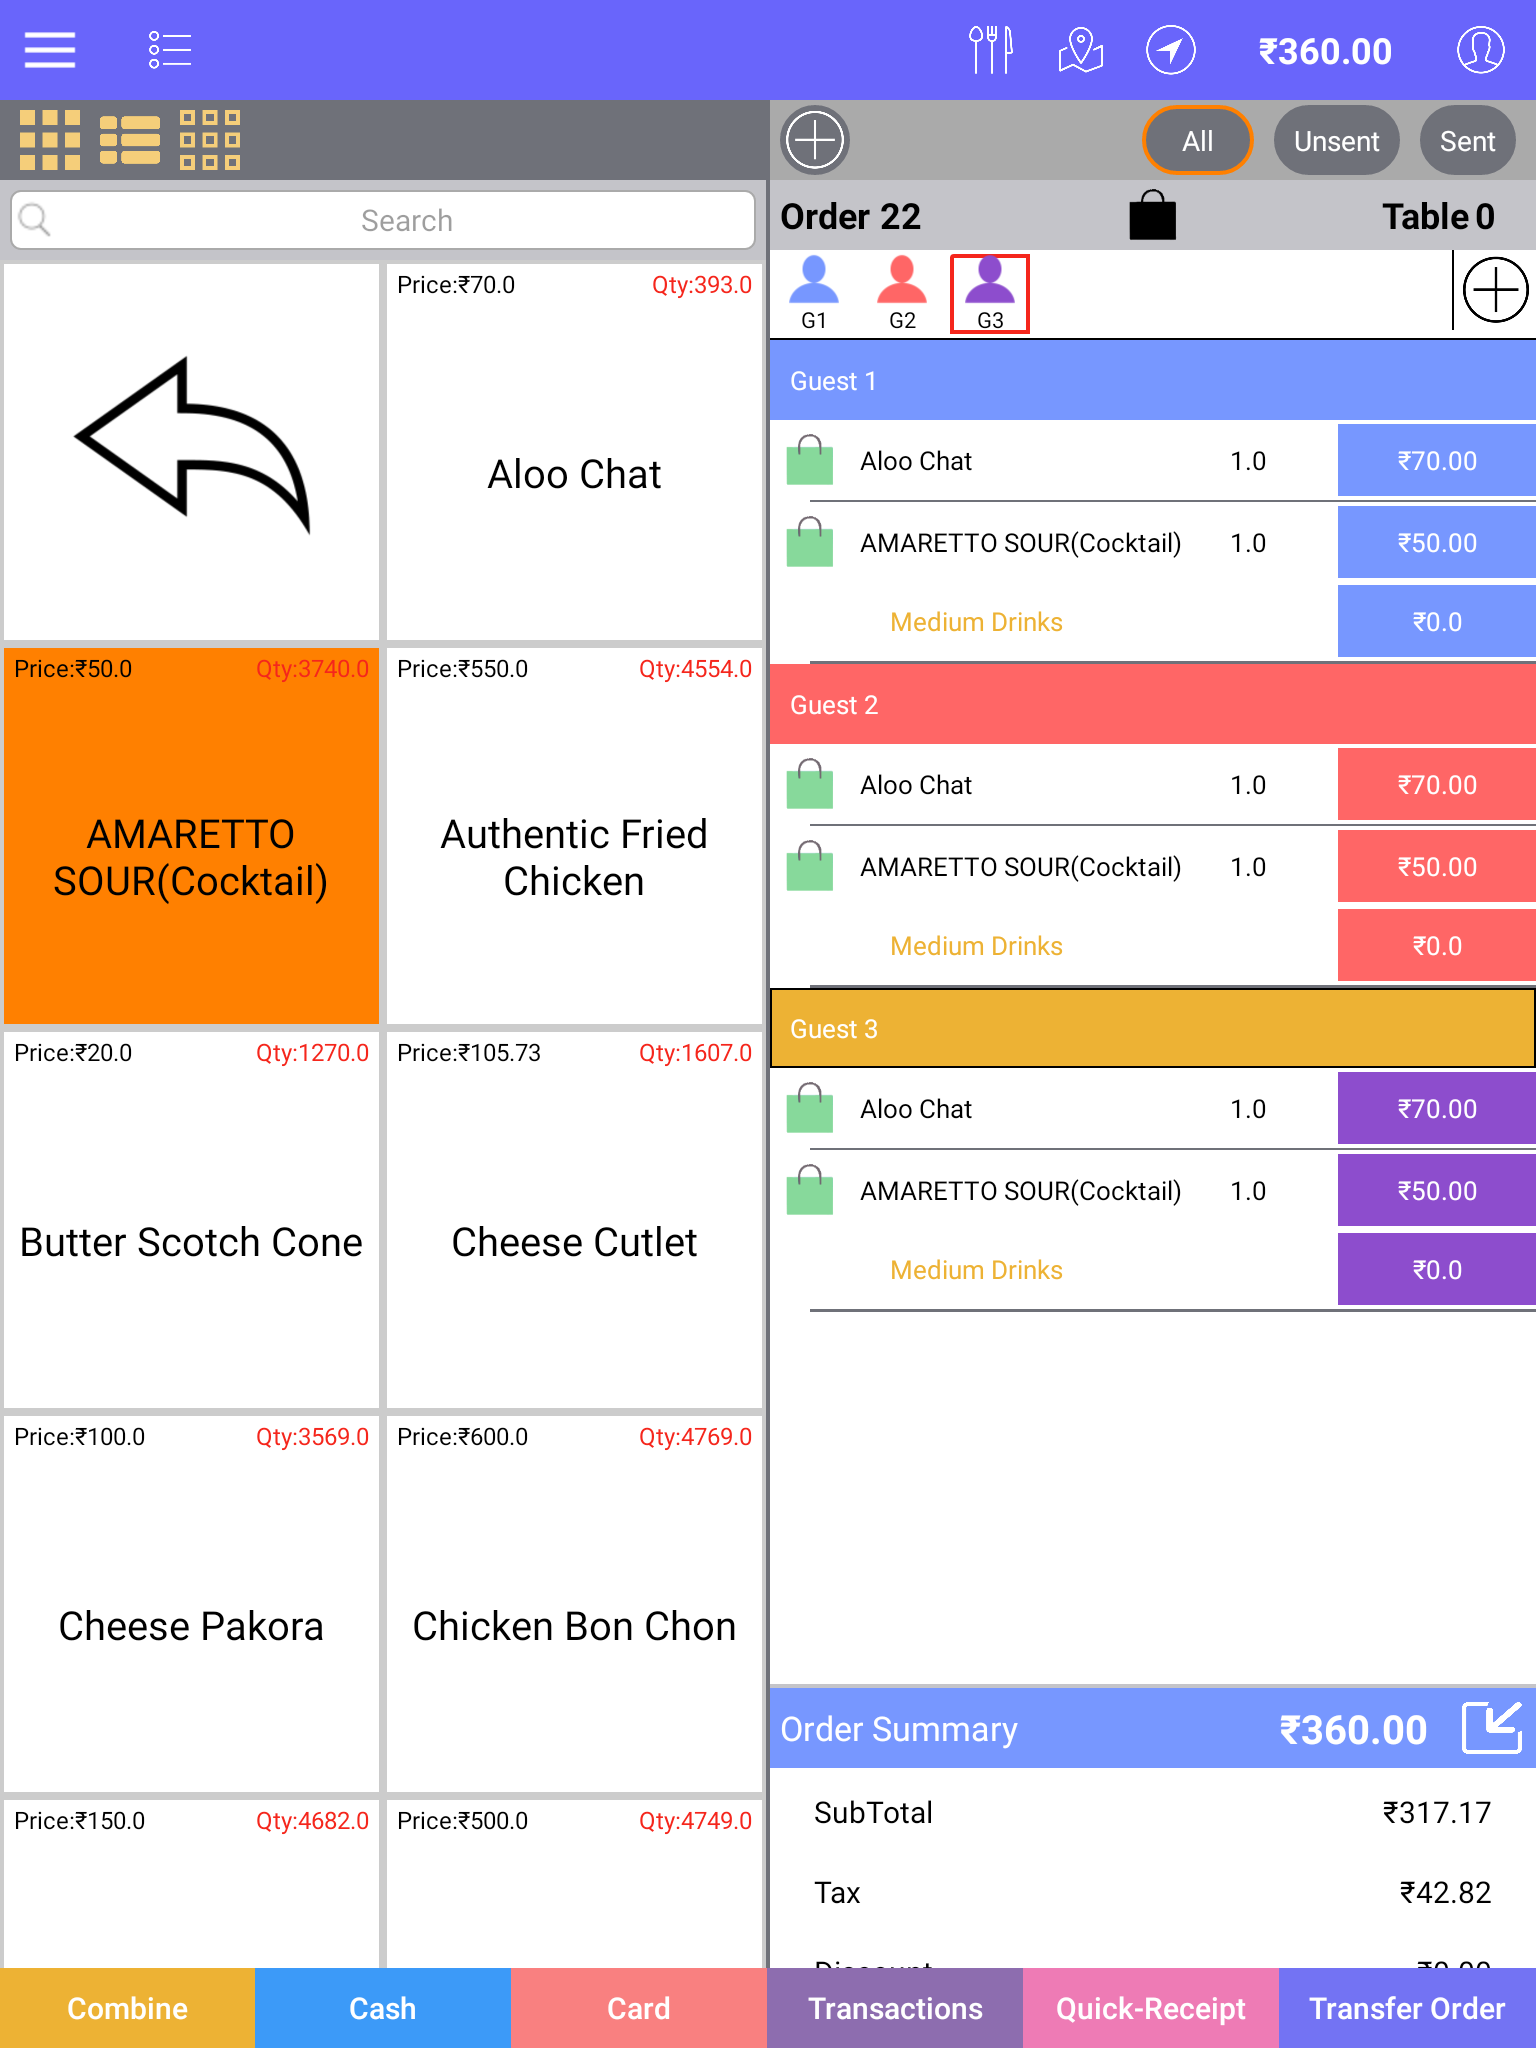 ₹360.00
All
Unsent
Sent
Search
Order 22
Table 0
G1
G2
G3
Price:₹70.0
Qty:393.0
Aloo Chat
Price:₹50.0
Qty:3740.0
AMARETTO
SOUR(Cocktail)
Price:₹550.0
Qty:4554.0
Authentic Fried
Chicken
Price:₹20.0
Qty:1270.0
Butter Scotch Cone
Price:₹105.73
Qty:1607.0
Cheese Cutlet
Price:₹100.0
Qty:3569.0
Cheese Pakora
Price:₹600.0
Qty:4769.0
Chicken Bon Chon
Price:₹150.0
Qty:4682.0
Price:₹500.0
Qty:4749.0
Guest 1
Aloo Chat 1.0 ₹70.00
AMARETTO SOUR(Cocktail) 1.0 ₹50.00
Medium Drinks ₹0.0
Guest 2
Aloo Chat 1.0 ₹70.00
AMARETTO SOUR(Cocktail) 1.0 ₹50.00
Medium Drinks ₹0.0
Guest 3
Aloo Chat 1.0 ₹70.00
AMARETTO SOUR(Cocktail) 1.0 ₹50.00
Medium Drinks ₹0.0
Order Summary ₹360.00
SubTotal ₹317.17
Tax ₹42.82
Combine
Cash
Card
Transactions
Quick-Receipt
Transfer Order